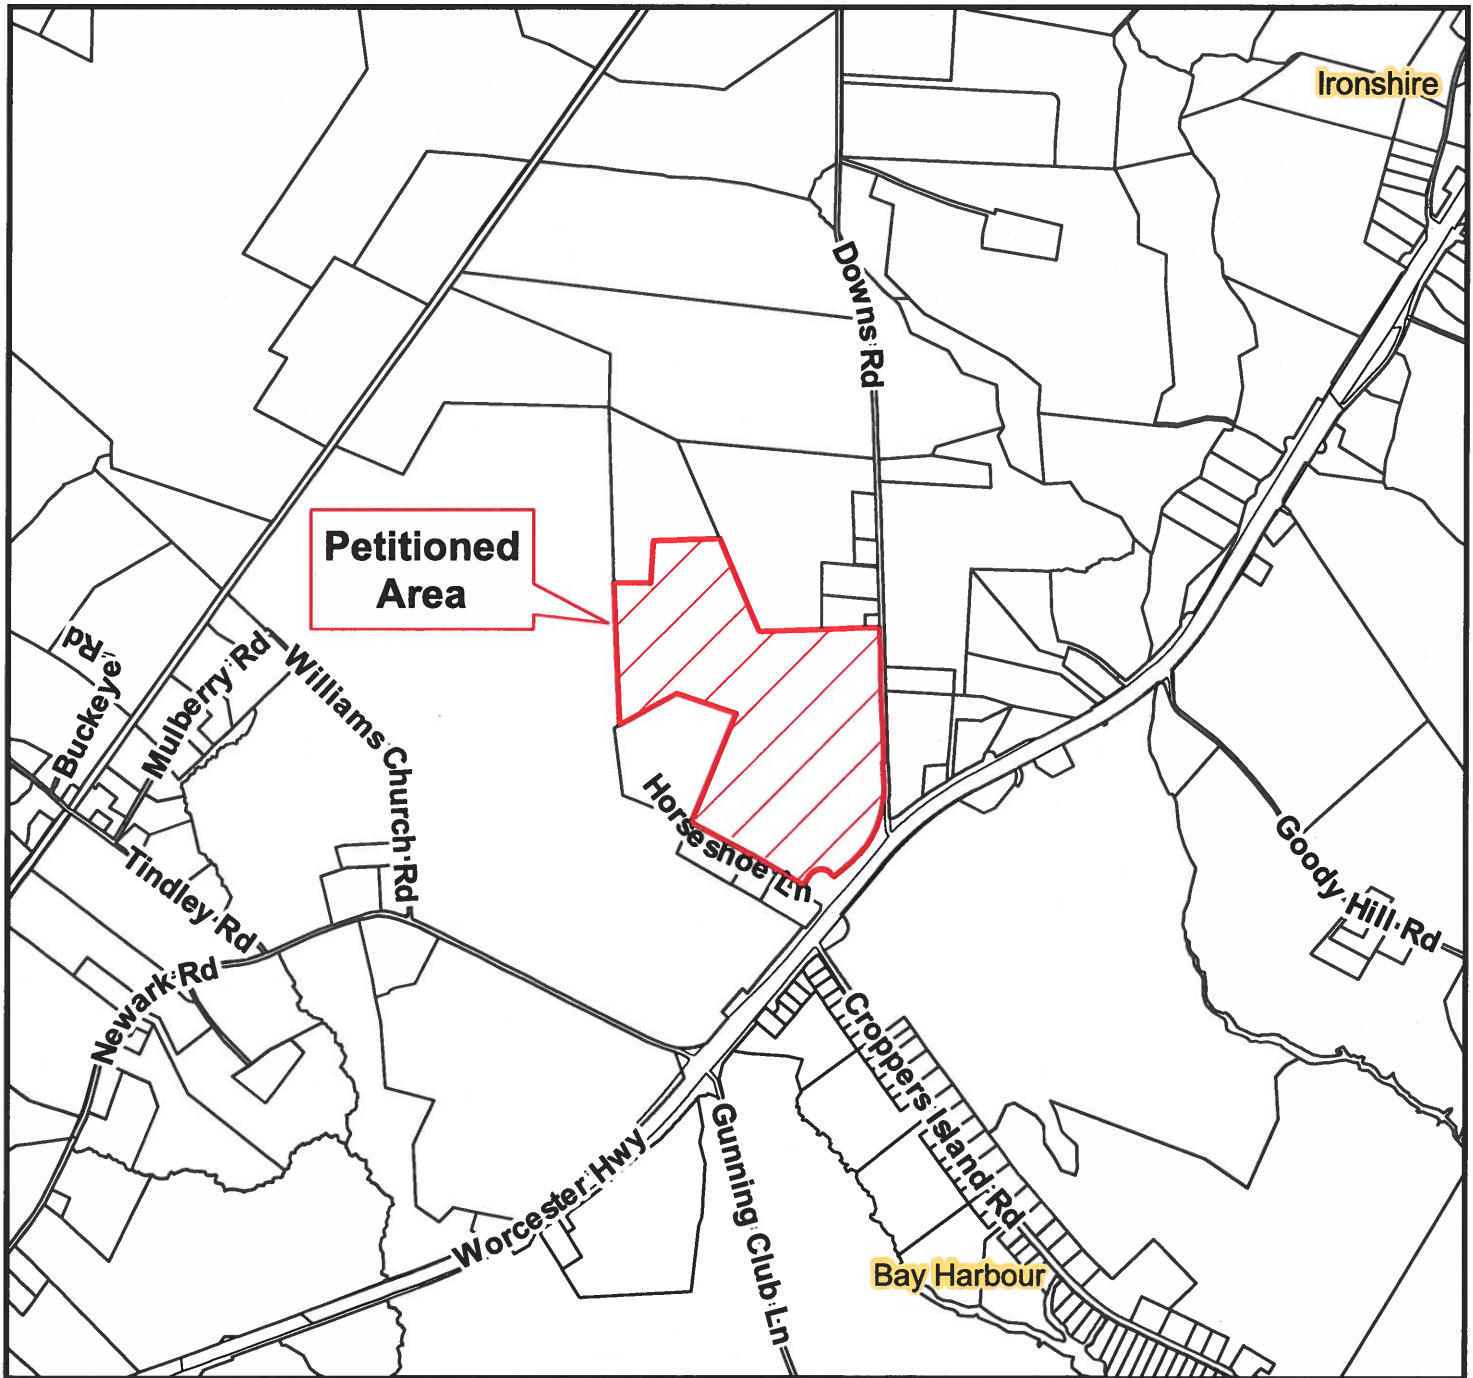 Ironshire
Downs Rd
Petitioned
Area
Buckeye Rd
Mulberry Rd
Williams Church Rd
Horseshoe Ln
Tindley Rd
Goody Hill Rd
Newark Rd
Croppers Island Rd
Gunning Club Ln
Worcester Hwy
Bay Harbour